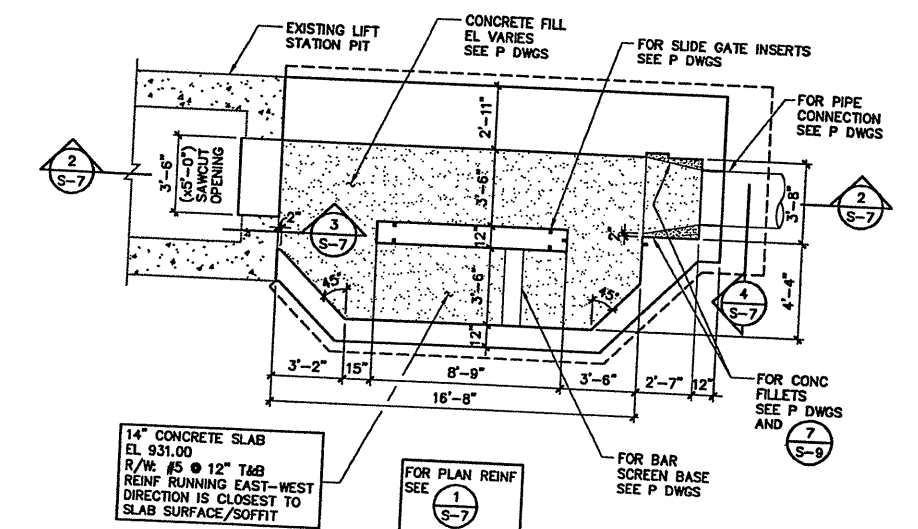 EXISTING LIFT
STATION PIT
CONCRETE FILL
EL VARIES
SEE P DWGS
FOR SLIDE GATE INSERTS
SEE P DWGS
FOR PIPE
CONNECTION
SEE P DWGS
2
S-7
3'-6"
(x5'-0")
SAWCUT
OPENING
2"
3
S-7
2'-11"
3'-6"
12"
3'-6"
12"
45°
45°
2"
3'-8"
4'-4"
2
S-7
4
S-7
3'-2"
15"
8'-9"
3'-6"
2'-7"
12"
16'-8"
FOR CONC
FILLETS
SEE P DWGS
AND
7
S-9
FOR BAR
SCREEN BASE
SEE P DWGS
14" CONCRETE SLAB
EL 931.00
R/W: #5 @ 12" T&B
REINF RUNNING EAST-WEST
DIRECTION IS CLOSEST TO
SLAB SURFACE/SOFFIT
FOR PLAN REINF
SEE
1
S-7